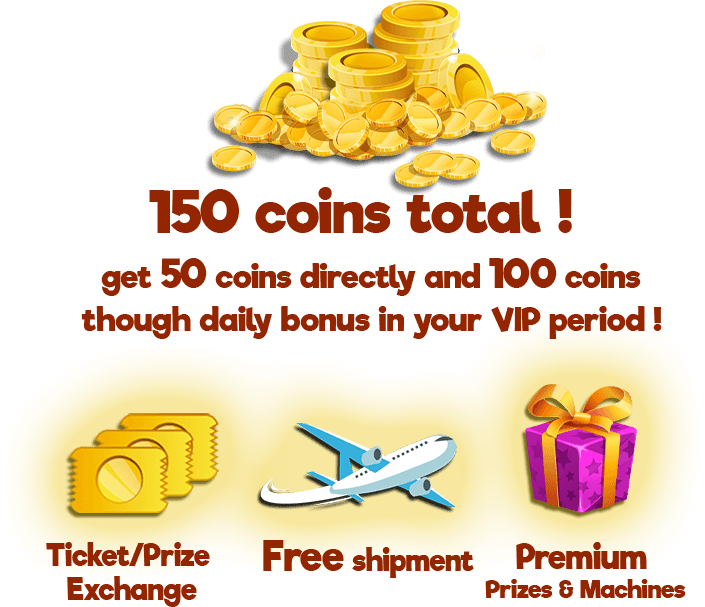 150 coins total !
get 50 coins directly and 100 coins
though daily bonus in your VIP period !
Ticket/Prize
Exchange
Free shipment
Premium
Prizes & Machines